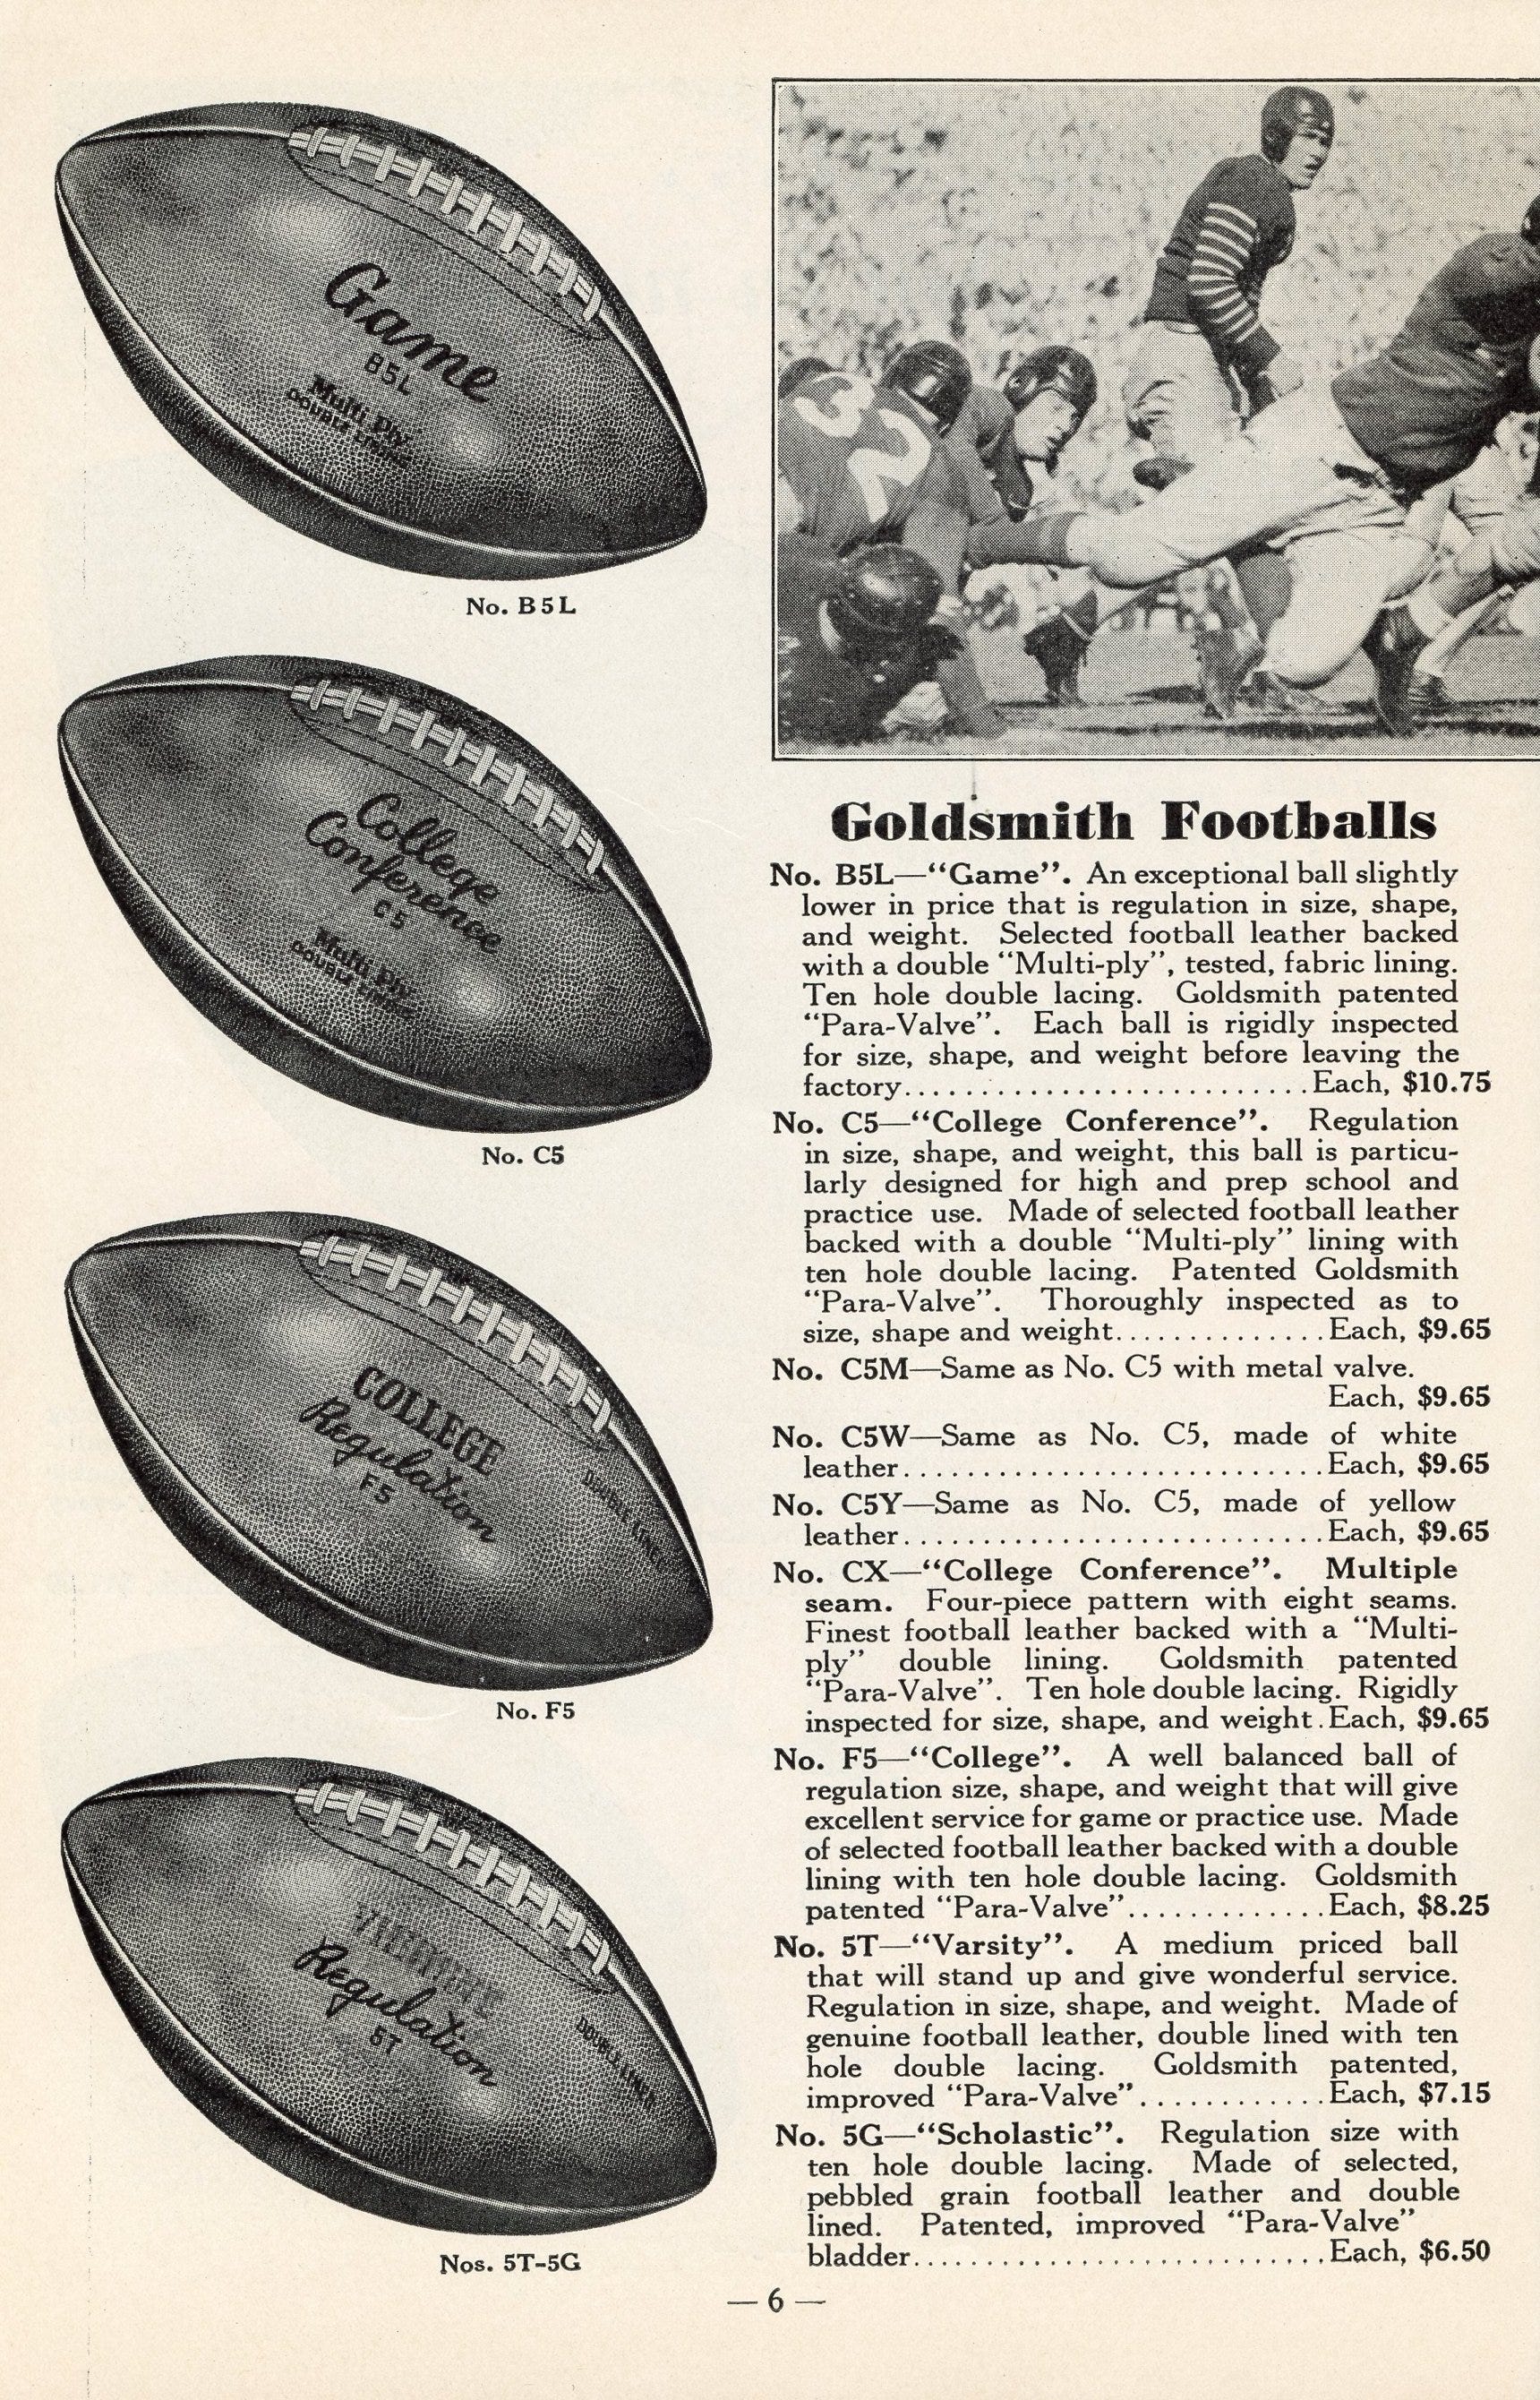 Game
B5L
Multi Ply
DOUBLE LINING
No. B5L
College
Conference
C5
Multi Ply
DOUBLE LINING
No. C5
COLLEGE
Regulation
F5
DOUBLE LINED
No. F5
Regulation
5T
DOUBLE LINED
Nos. 5T-5G
32
Goldsmith Footballs
No. B5L—“Game”. An exceptional ball slightly
lower in price that is regulation in size, shape,
and weight. Selected football leather backed
with a double “Multi-ply”, tested, fabric lining.
Ten hole double lacing. Goldsmith patented
“Para-Valve”. Each ball is rigidly inspected
for size, shape, and weight before leaving the
factory...........................Each, $10.75
No. C5—“College Conference”. Regulation
in size, shape, and weight, this ball is particu-
larly designed for high and prep school and
practice use. Made of selected football leather
backed with a double “Multi-ply” lining with
ten hole double lacing. Patented Goldsmith
“Para-Valve”. Thoroughly inspected as to
size, shape and weight..............Each, $9.65
No. C5M—Same as No. C5 with metal valve.
Each, $9.65
No. C5W—Same as No. C5, made of white
leather............................Each, $9.65
No. C5Y—Same as No. C5, made of yellow
leather............................Each, $9.65
No. CX—“College Conference”. Multiple
seam. Four-piece pattern with eight seams.
Finest football leather backed with a “Multi-
ply” double lining. Goldsmith patented
“Para-Valve”. Ten hole double lacing. Rigidly
inspected for size, shape, and weight.Each, $9.65
No. F5—“College”. A well balanced ball of
regulation size, shape, and weight that will give
excellent service for game or practice use. Made
of selected football leather backed with a double
lining with ten hole double lacing. Goldsmith
patented “Para-Valve”.............Each, $8.25
No. 5T—“Varsity”. A medium priced ball
that will stand up and give wonderful service.
Regulation in size, shape, and weight. Made of
genuine football leather, double lined with ten
hole double lacing. Goldsmith patented,
improved “Para-Valve”............Each, $7.15
No. 5G—“Scholastic”. Regulation size with
ten hole double lacing. Made of selected,
pebbled grain football leather and double
lined. Patented, improved “Para-Valve”
bladder...........................Each, $6.50
— 6 —